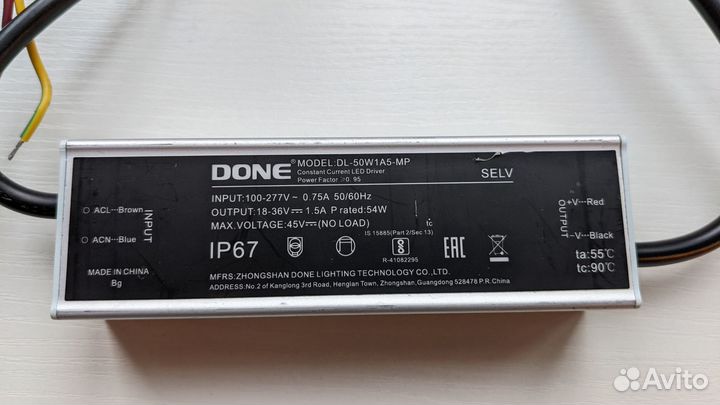 DONE® MODEL:DL-50W1A5-MP
Constant Current LED Driver
Power Factor ≥0.95
SELV
INPUT:100-277V~ 0.75A 50/60Hz
OUTPUT:18-36V⎓ 1.5A P rated:54W
MAX.VOLTAGE:45V⎓(NO LOAD)
tc
IS 15885(Part 2/Sec 13)
IP67
R-41082295
EAC
MFRS:ZHONGSHAN DONE LIGHTING TECHNOLOGY CO.,LTD.
ADDRESS:No.2 of Kanglong 3rd Road, Henglan Town, Zhongshan, Guangdong 528478 P.R.China
ACL---Brown
ACN---Blue
INPUT
MADE IN CHINA
Bg
OUTPUT
+V---Red
-V---Black
ta:55℃
tc:90℃
Avito